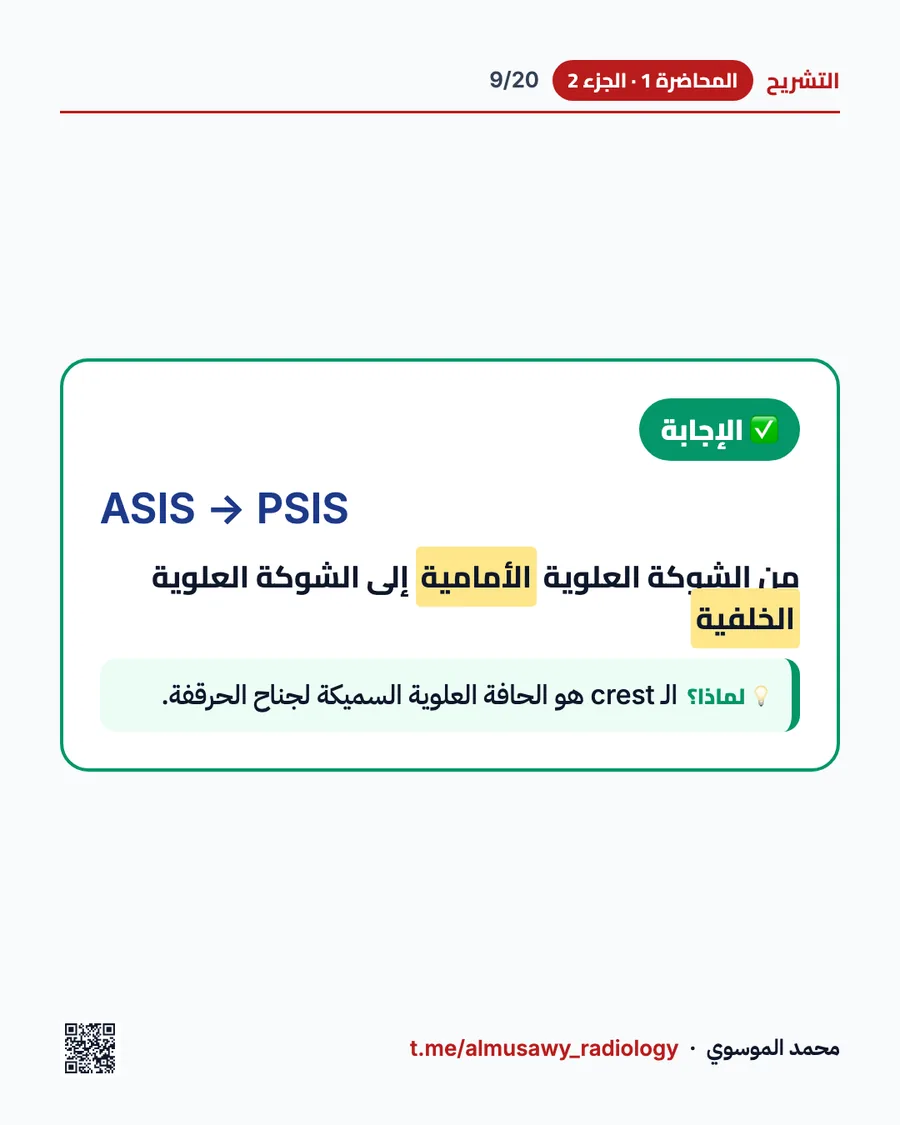 التشريح المحاضرة 1 · الجزء 2 9/20
✅ الإجابة
ASIS → PSIS
من الشوكة العلوية الأمامية إلى الشوكة العلوية
الخلفية
💡 لماذا؟ الـ crest هو الحافة العلوية السميكة لجناح الحرقفة.
محمد الموسوي · t.me/almusawy_radiology